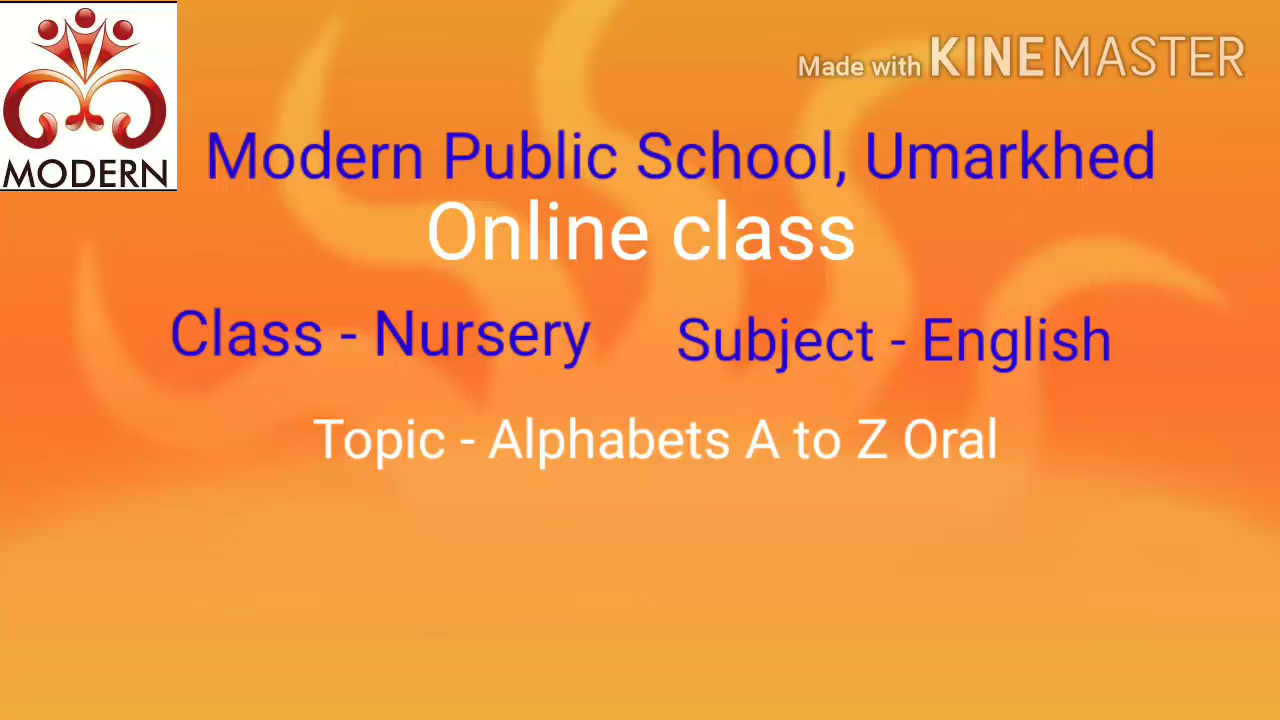 Made with KINEMASTER
MODERN
Modern Public School, Umarkhed
Online class
Class - Nursery Subject - English
Topic - Alphabets A to Z Oral